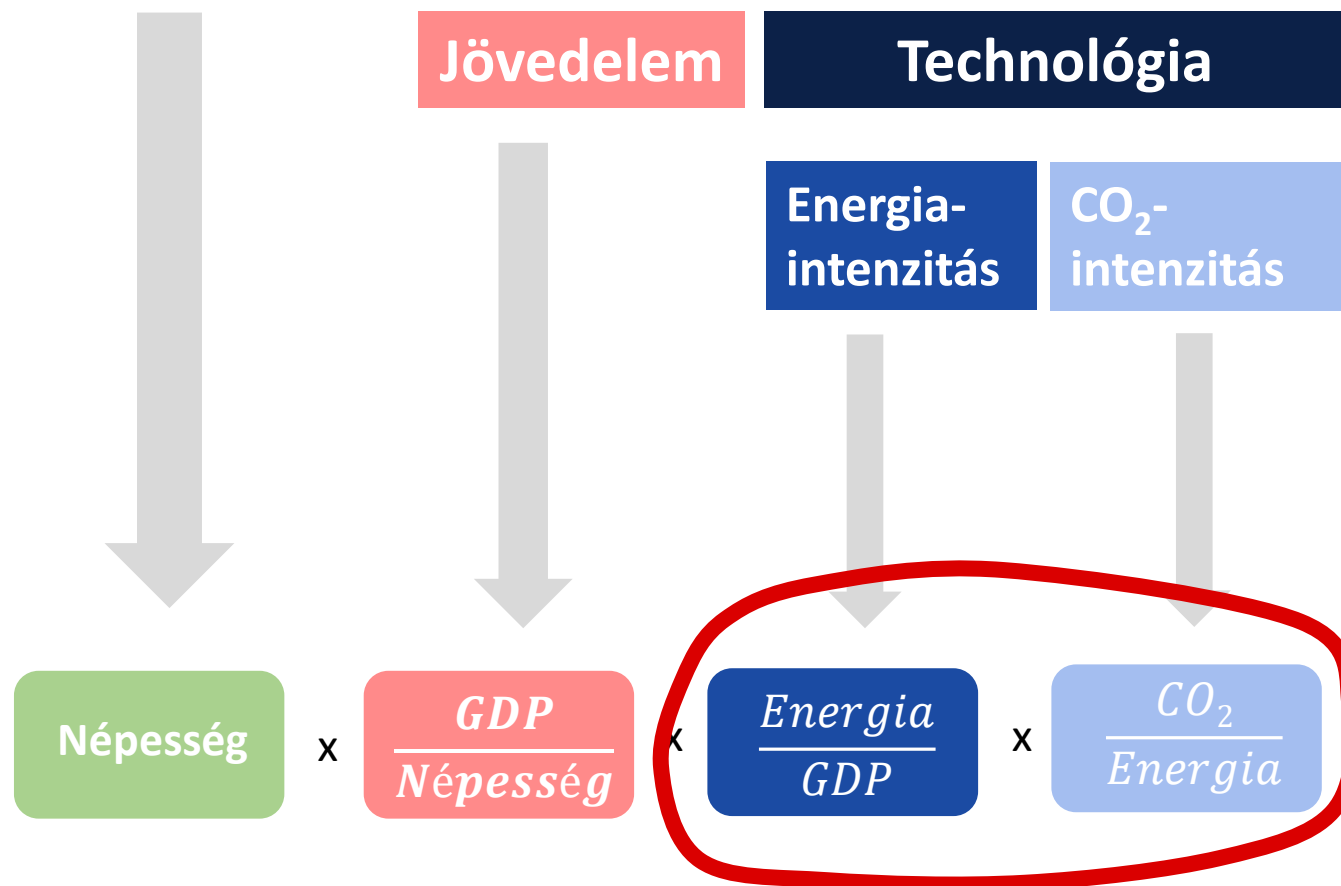 Jövedelem
Technológia
Energia-
intenzitás
CO₂-
intenzitás
Népesség
x
GDP
Népesség
x
Energia
GDP
x
CO₂
Energia